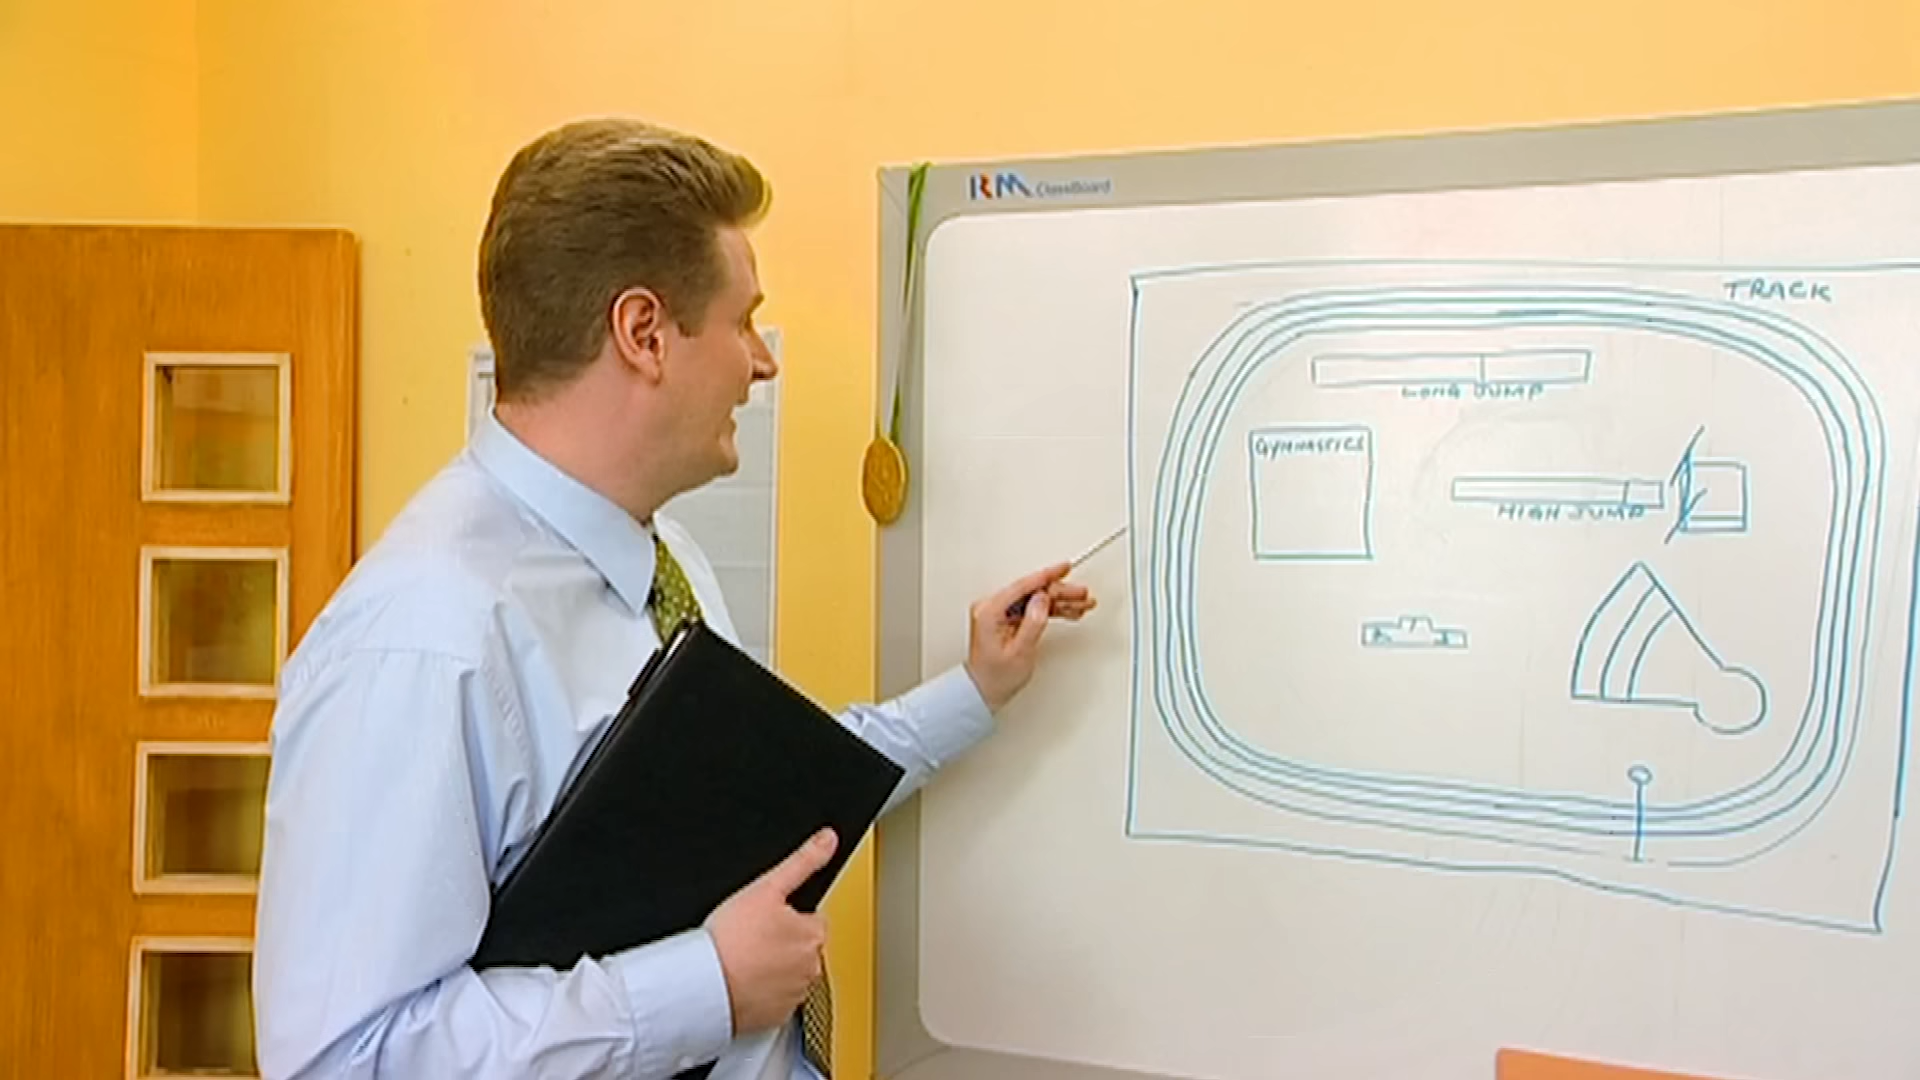 RM ClassBoard
TRACK
LONG JUMP
GYMNASTICS
HIGH JUMP